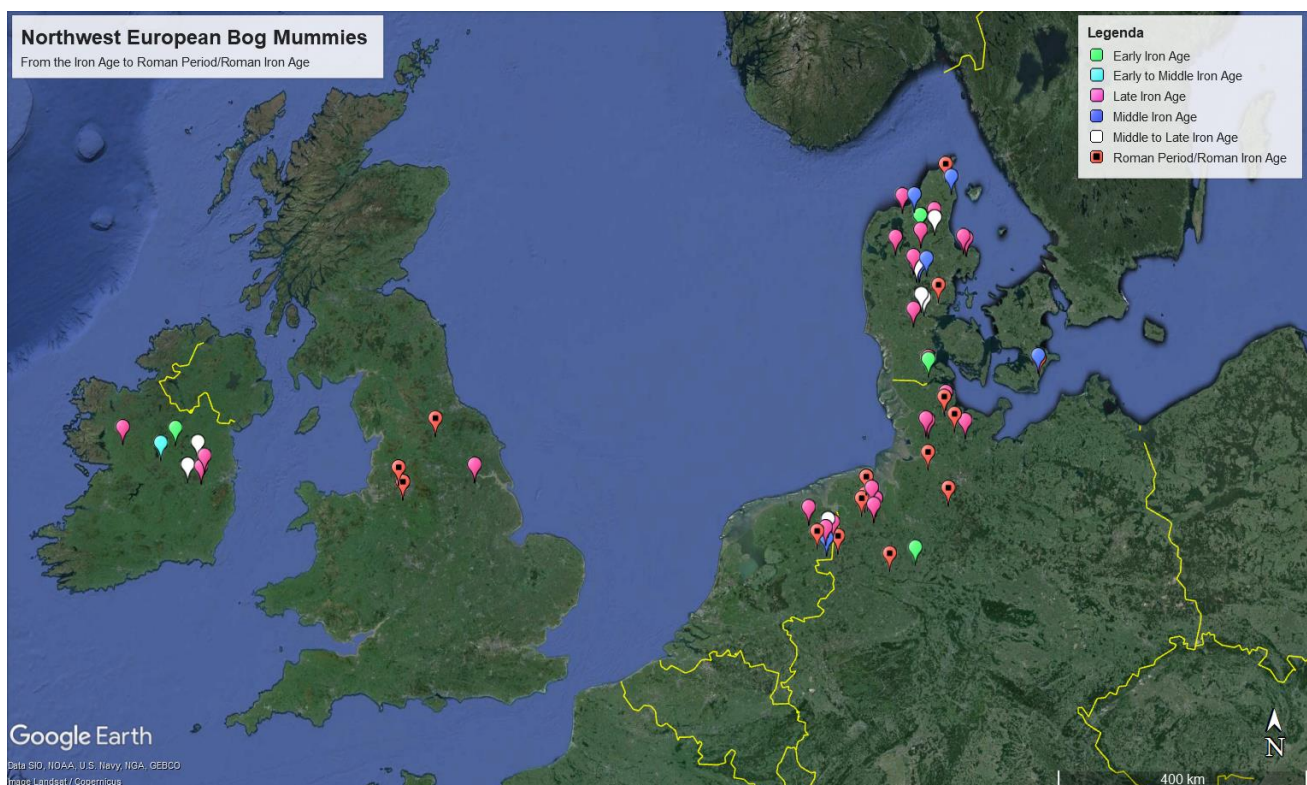 Northwest European Bog Mummies
From the Iron Age to Roman Period/Roman Iron Age
Legenda
Early Iron Age
Early to Middle Iron Age
Late Iron Age
Middle Iron Age
Middle to Late Iron Age
Roman Period/Roman Iron Age
Google Earth
Data SIO, NOAA, U.S. Navy, NGA, GEBCO
Image Landsat / Copernicus
N
400 km